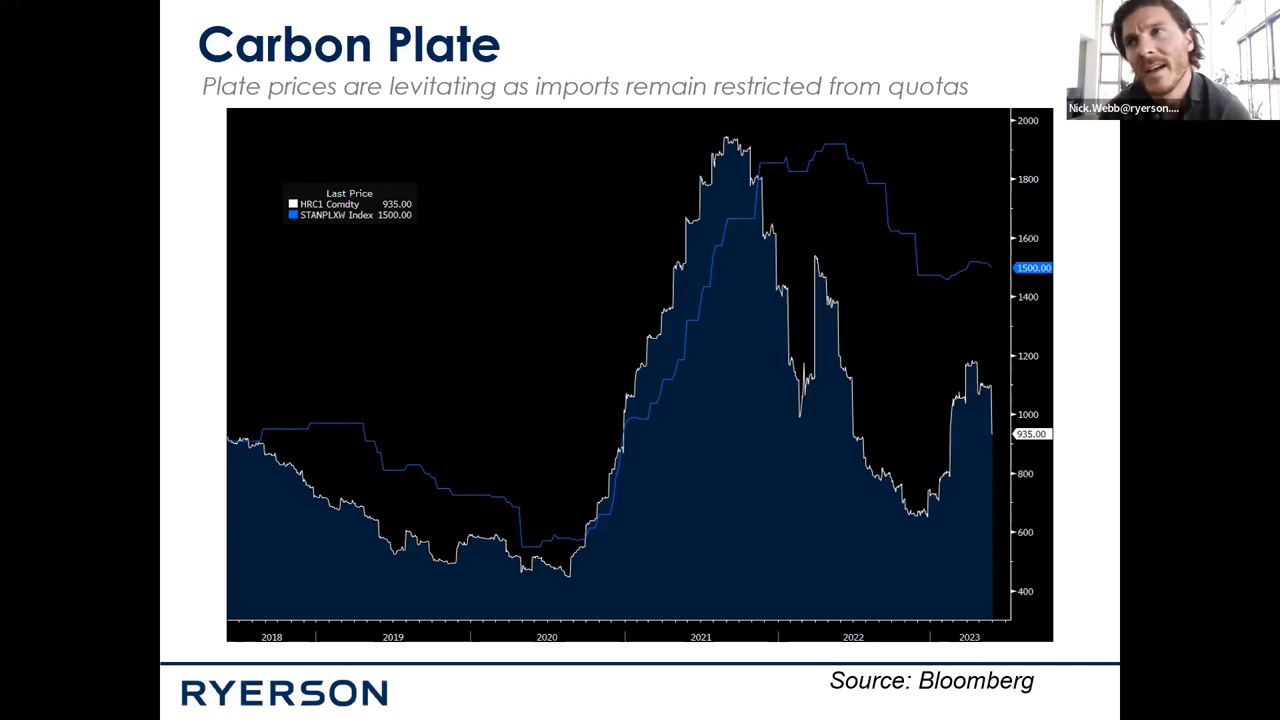 Carbon Plate
Plate prices are levitating as imports remain restricted from quotas
Nick.Webb@ryerson....
Last Price
HRC1 Comdty 935.00
STANPLXW Index 1500.00
2000
1800
1600
1500.00
1400
1200
1000
935.00
800
600
400
2018 2019 2020 2021 2022 2023
RYERSON
Source: Bloomberg